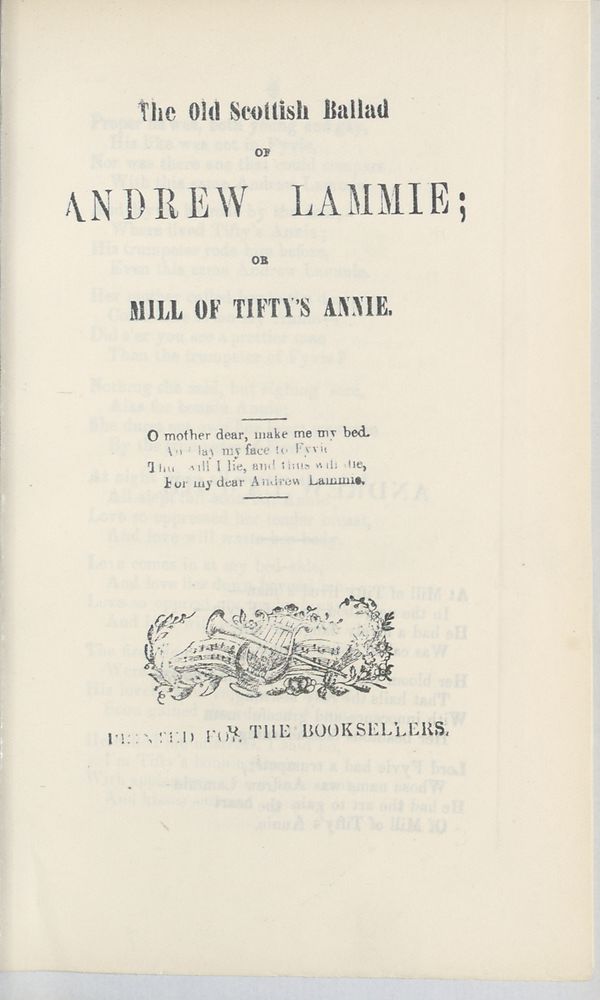 The Old Scottish Ballad
OF
ANDREW LAMMIE;
OR
MILL OF TIFTY'S ANNIE.
O mother dear, make me my bed.
And lay my face to Fyvie
Thus will I lie, and thus will die,
For my dear Andrew Lammie.
PRINTED FOR THE BOOKSELLERS.